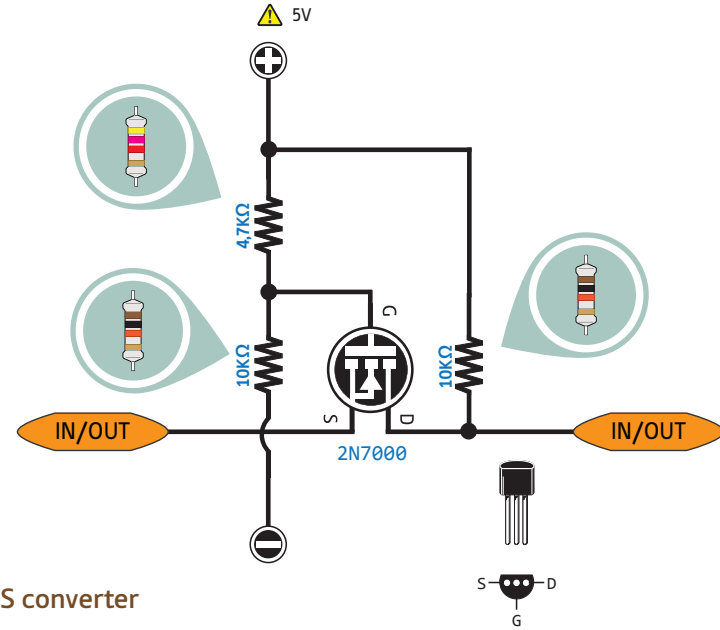 5V
4,7KΩ
10KΩ
G
10KΩ
IN/OUT
S
D
IN/OUT
2N7000
S
D
G
S converter